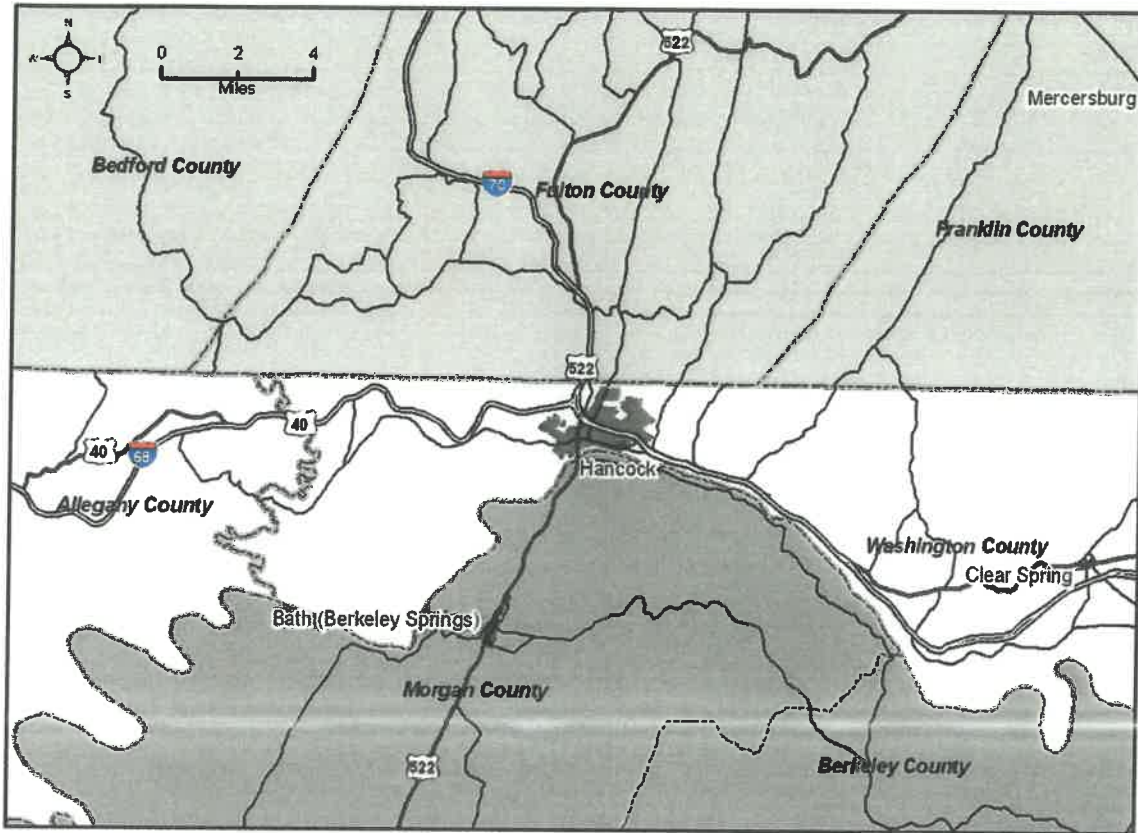 N
S
0 2 4
Miles
522
Mercersburg
Bedford County
70
Fulton County
Franklin County
522
40
40
68
Hancock
Allegany County
Washington County
Clear Spring
Bath (Berkeley Springs)
Morgan County
522
Berkeley County